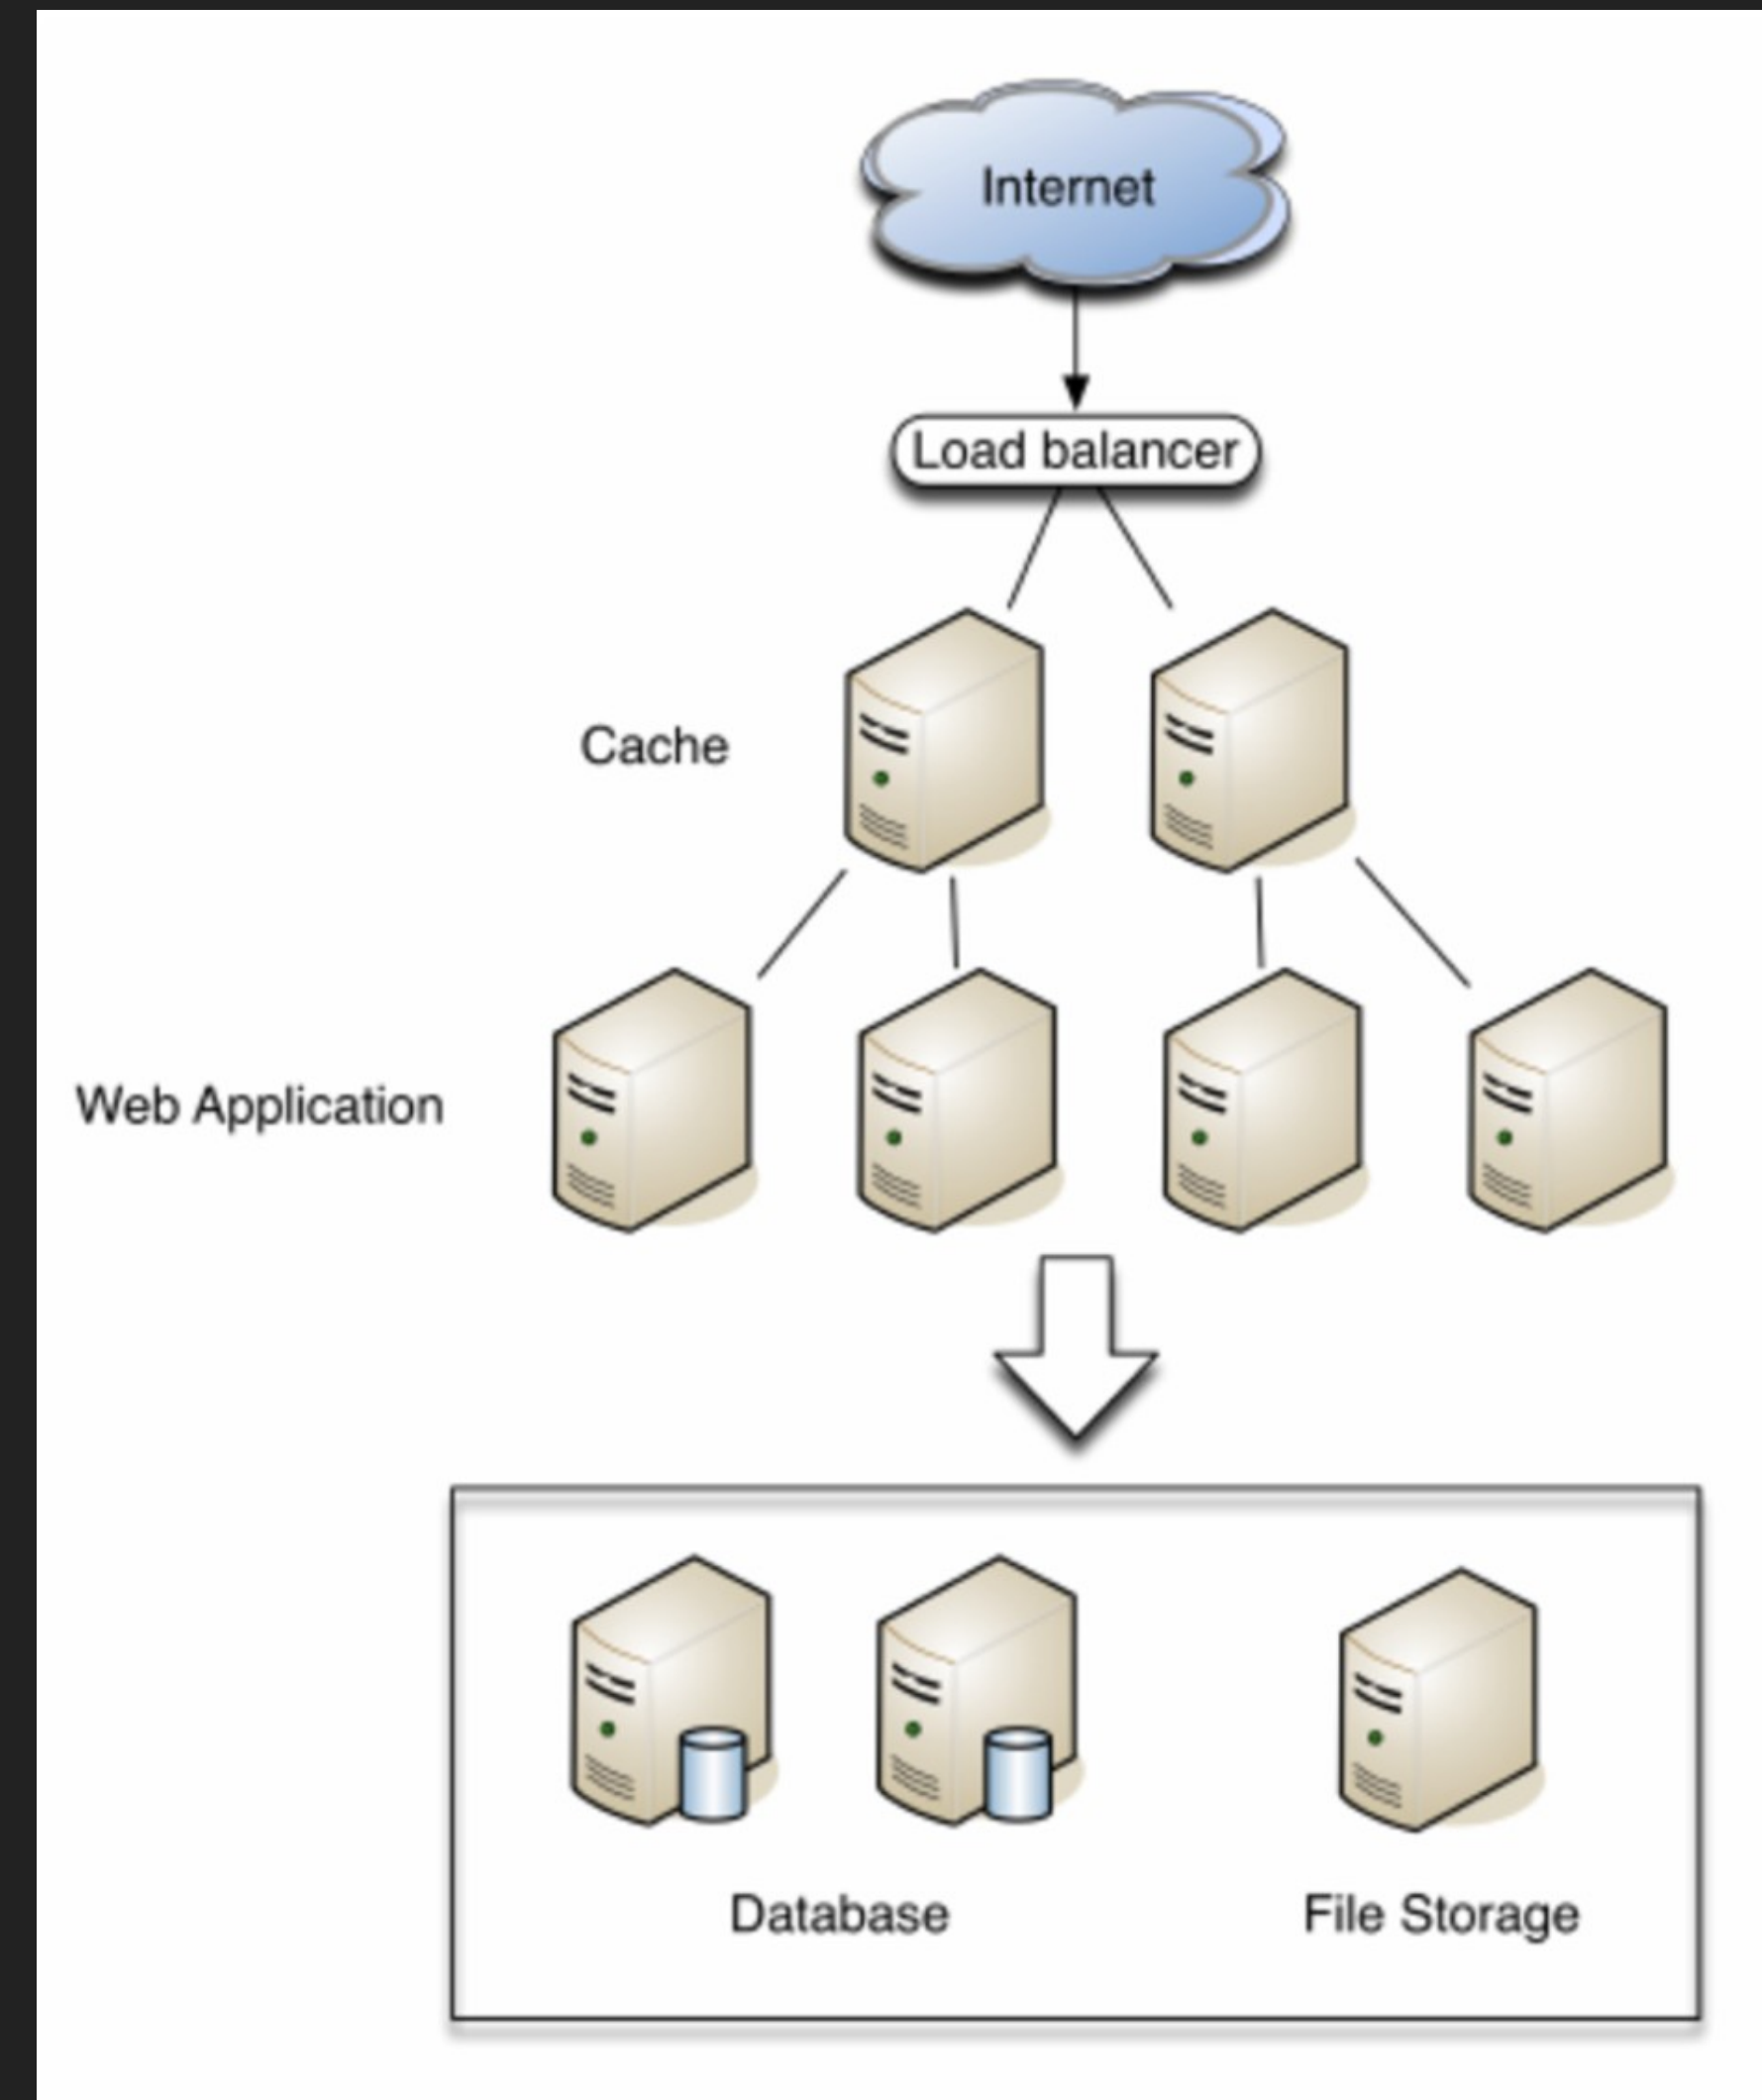 Internet
Load balancer
Cache
Web Application
Database
File Storage